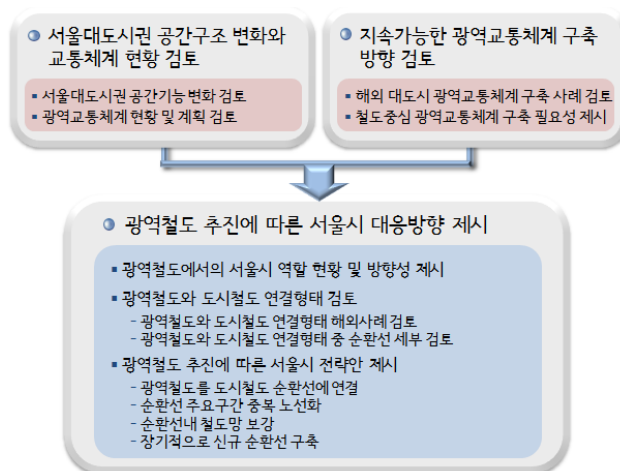 서울대도시권 공간구조 변화와
교통체계 현황 검토
▪ 서울대도시권 공간기능 변화 검토
▪ 광역교통체계 현황 및 계획 검토
지속가능한 광역교통체계 구축
방향 검토
▪ 해외 대도시 광역교통체계 구축 사례 검토
▪ 철도중심 광역교통체계 구축 필요성 제시
광역철도 추진에 따른 서울시 대응방향 제시
▪ 광역철도에서의 서울시 역할 현황 및 방향성 제시
▪ 광역철도와 도시철도 연결형태 검토
- 광역철도와 도시철도 연결형태 해외사례 검토
- 광역철도와 도시철도 연결형태 중 순환선 세부 검토
▪ 광역철도 추진에 따른 서울시 전략안 제시
- 광역철도를 도시철도 순환선에 연결
- 순환선 주요구간 중복 노선화
- 순환선내 철도망 보강
- 장기적으로 신규 순환선 구축